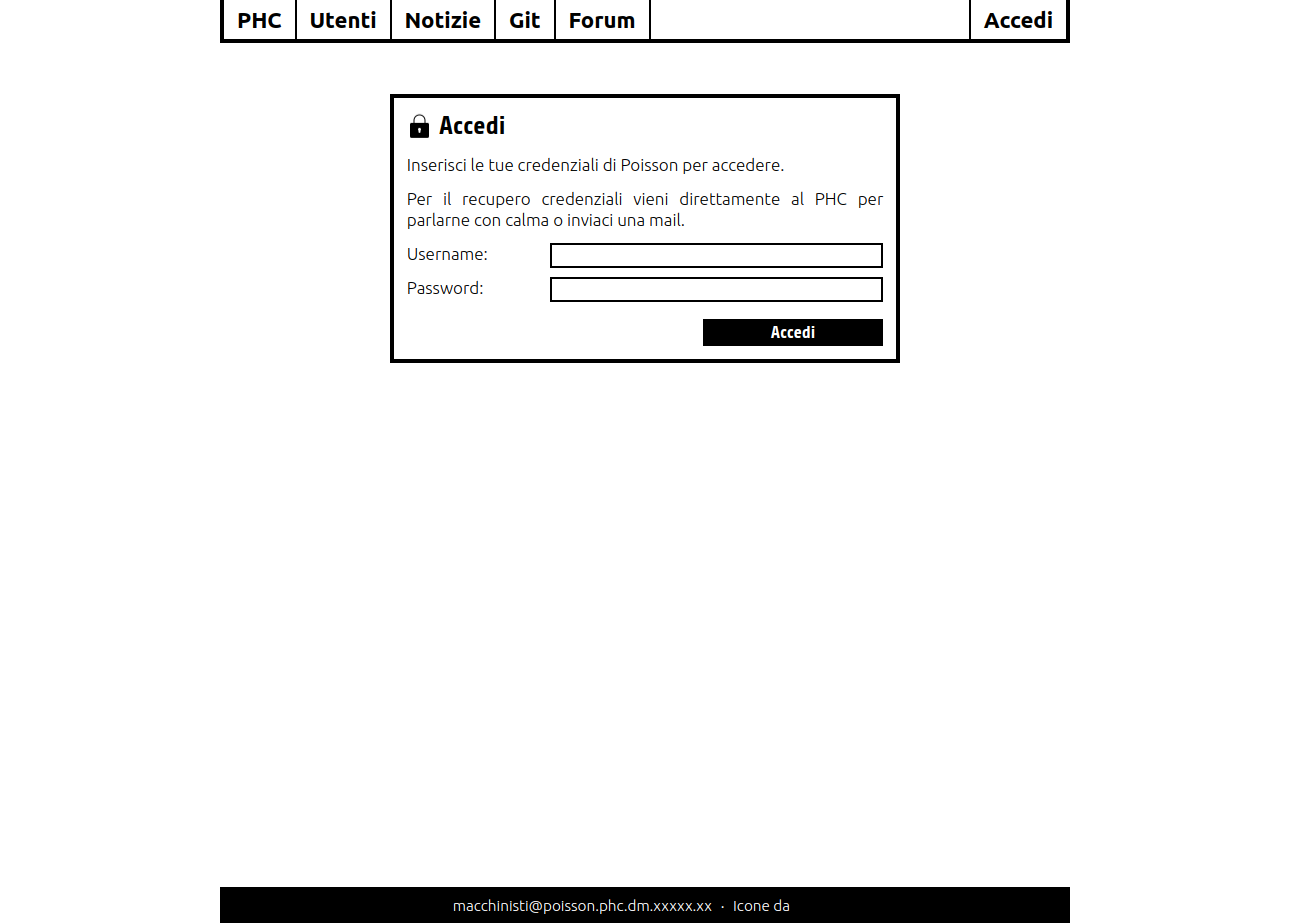 PHC Utenti Notizie Git Forum Accedi
Accedi
Inserisci le tue credenziali di Poisson per accedere.
Per il recupero credenziali vieni direttamente al PHC per
parlarne con calma o inviaci una mail.
Username:
Password:
Accedi
macchinisti@poisson.phc.dm.xxxxx.xx · Icone da